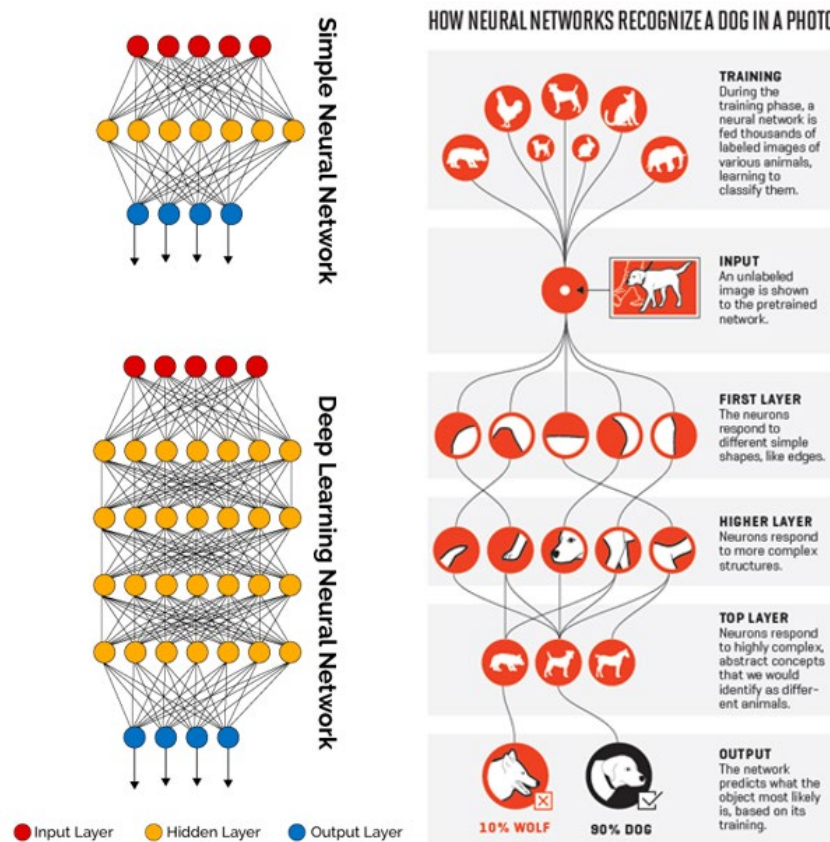 Simple Neural Network
Deep Learning Neural Network
Input Layer
Hidden Layer
Output Layer
HOW NEURAL NETWORKS RECOGNIZE A DOG IN A PHOTO
TRAINING
During the
training phase, a
neural network is
fed thousands of
labeled images of
various animals,
learning to
classify them.
INPUT
An unlabeled
image is shown
to the pretrained
network.
FIRST LAYER
The neurons
respond to
different simple
shapes, like edges.
HIGHER LAYER
Neurons respond
to more complex
structures.
TOP LAYER
Neurons respond
to highly complex,
abstract concepts
that we would
identify as differ-
ent animals.
OUTPUT
The network
predicts what the
object most likely
is, based on its
training.
10% WOLF
90% DOG